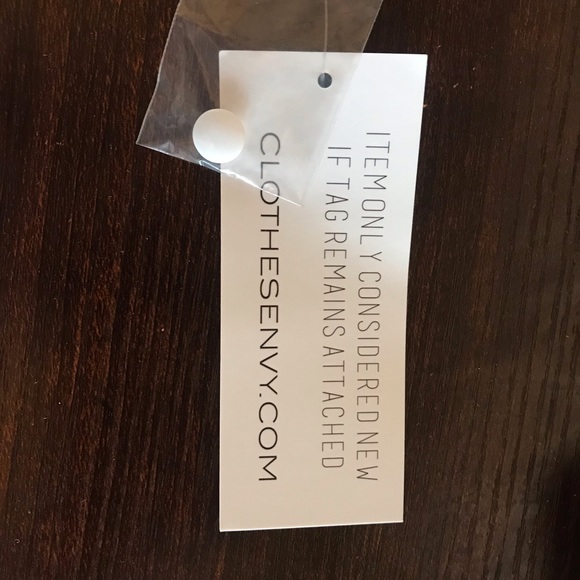 ITEM ONLY CONSIDERED NEW
IF TAG REMAINS ATTACHED
CLOTHESENVY.COM